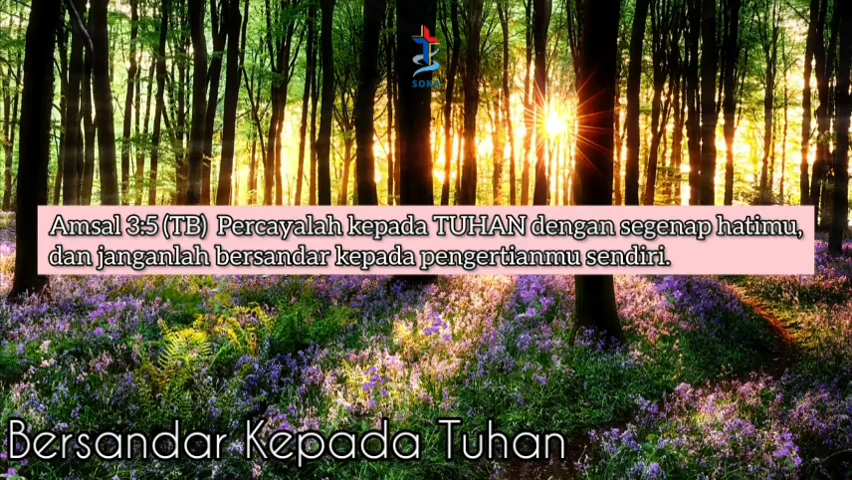 SOKA
Amsal 3:5 (TB) Percayalah kepada TUHAN dengan segenap hatimu,
dan janganlah bersandar kepada pengertianmu sendiri.
Bersandar Kepada Tuhan